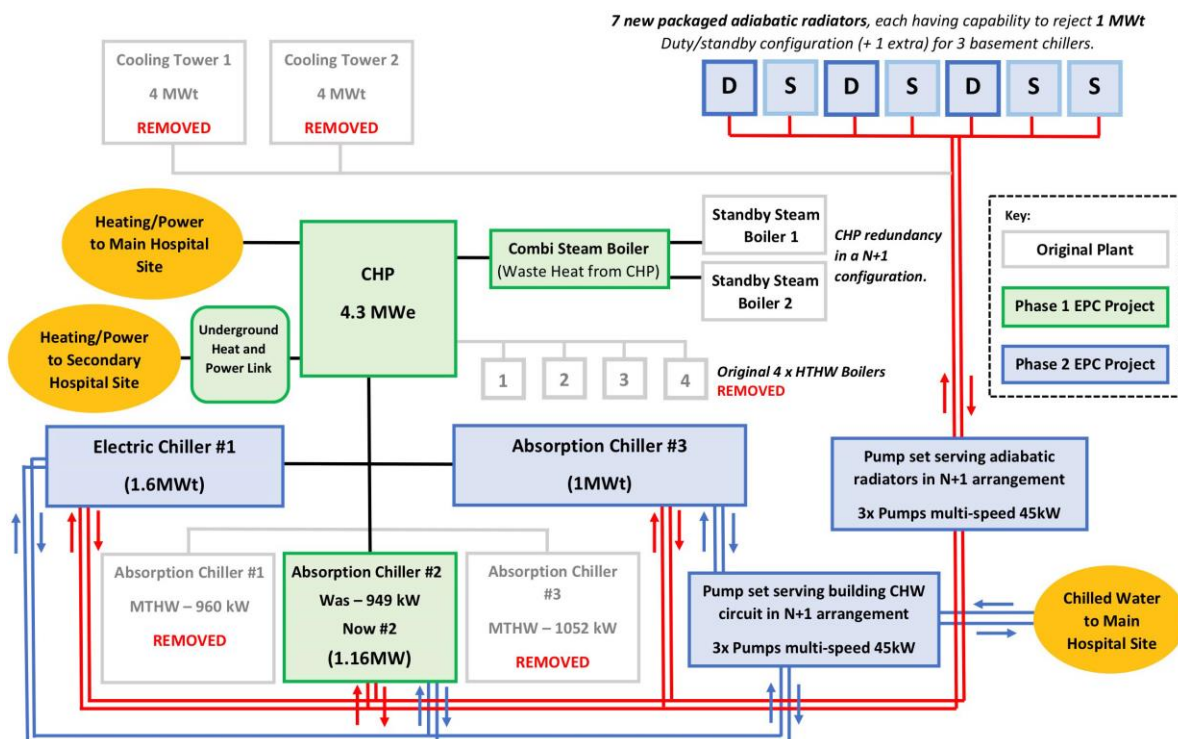 7 new packaged adiabatic radiators, each having capability to reject 1 MWt
Duty/standby configuration (+ 1 extra) for 3 basement chillers.
Cooling Tower 1
4 MWt
REMOVED
Cooling Tower 2
4 MWt
REMOVED
D
S
D
S
D
S
S
Heating/Power
to Main Hospital
Site
CHP
4.3 MWe
Combi Steam Boiler
(Waste Heat from CHP)
Standby Steam
Boiler 1
Standby Steam
Boiler 2
CHP redundancy
in a N+1
configuration.
Key:
Original Plant
Phase 1 EPC Project
Phase 2 EPC Project
Heating/Power
to Secondary
Hospital Site
Underground
Heat and
Power Link
1
2
3
4
Original 4 x HTHW Boilers
REMOVED
Electric Chiller #1
(1.6MWt)
Absorption Chiller #3
(1MWt)
Pump set serving adiabatic
radiators in N+1 arrangement
3x Pumps multi-speed 45kW
Absorption Chiller #1
MTHW – 960 kW
REMOVED
Absorption Chiller #2
Was – 949 kW
Now #2
(1.16MW)
Absorption Chiller
#3
MTHW – 1052 kW
REMOVED
Pump set serving building CHW
circuit in N+1 arrangement
3x Pumps multi-speed 45kW
Chilled Water
to Main
Hospital Site